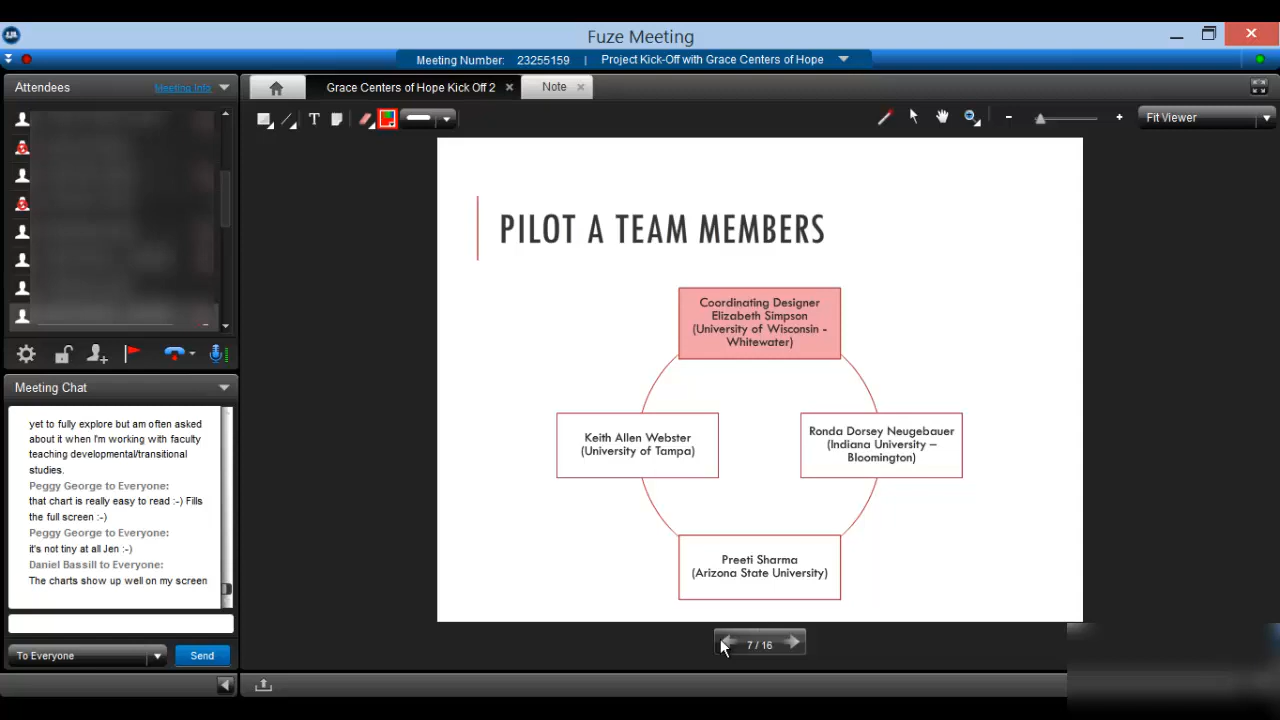 Fuze Meeting
Meeting Number: 23255159 | Project Kick-Off with Grace Centers of Hope
Attendees
Meeting Info
Grace Centers of Hope Kick Off 2
Note
T
Fit Viewer
PILOT A TEAM MEMBERS
Coordinating Designer
Elizabeth Simpson
(University of Wisconsin -
Whitewater)
Keith Allen Webster
(University of Tampa)
Ronda Dorsey Neugebauer
(Indiana University –
Bloomington)
Preeti Sharma
(Arizona State University)
7 / 16
Meeting Chat
yet to fully explore but am often asked
about it when I'm working with faculty
teaching developmental/transitional
studies.
Peggy George to Everyone:
that chart is really easy to read :-) Fills
the full screen :-)
Peggy George to Everyone:
it's not tiny at all Jen :-)
Daniel Bassill to Everyone:
The charts show up well on my screen
To Everyone
Send